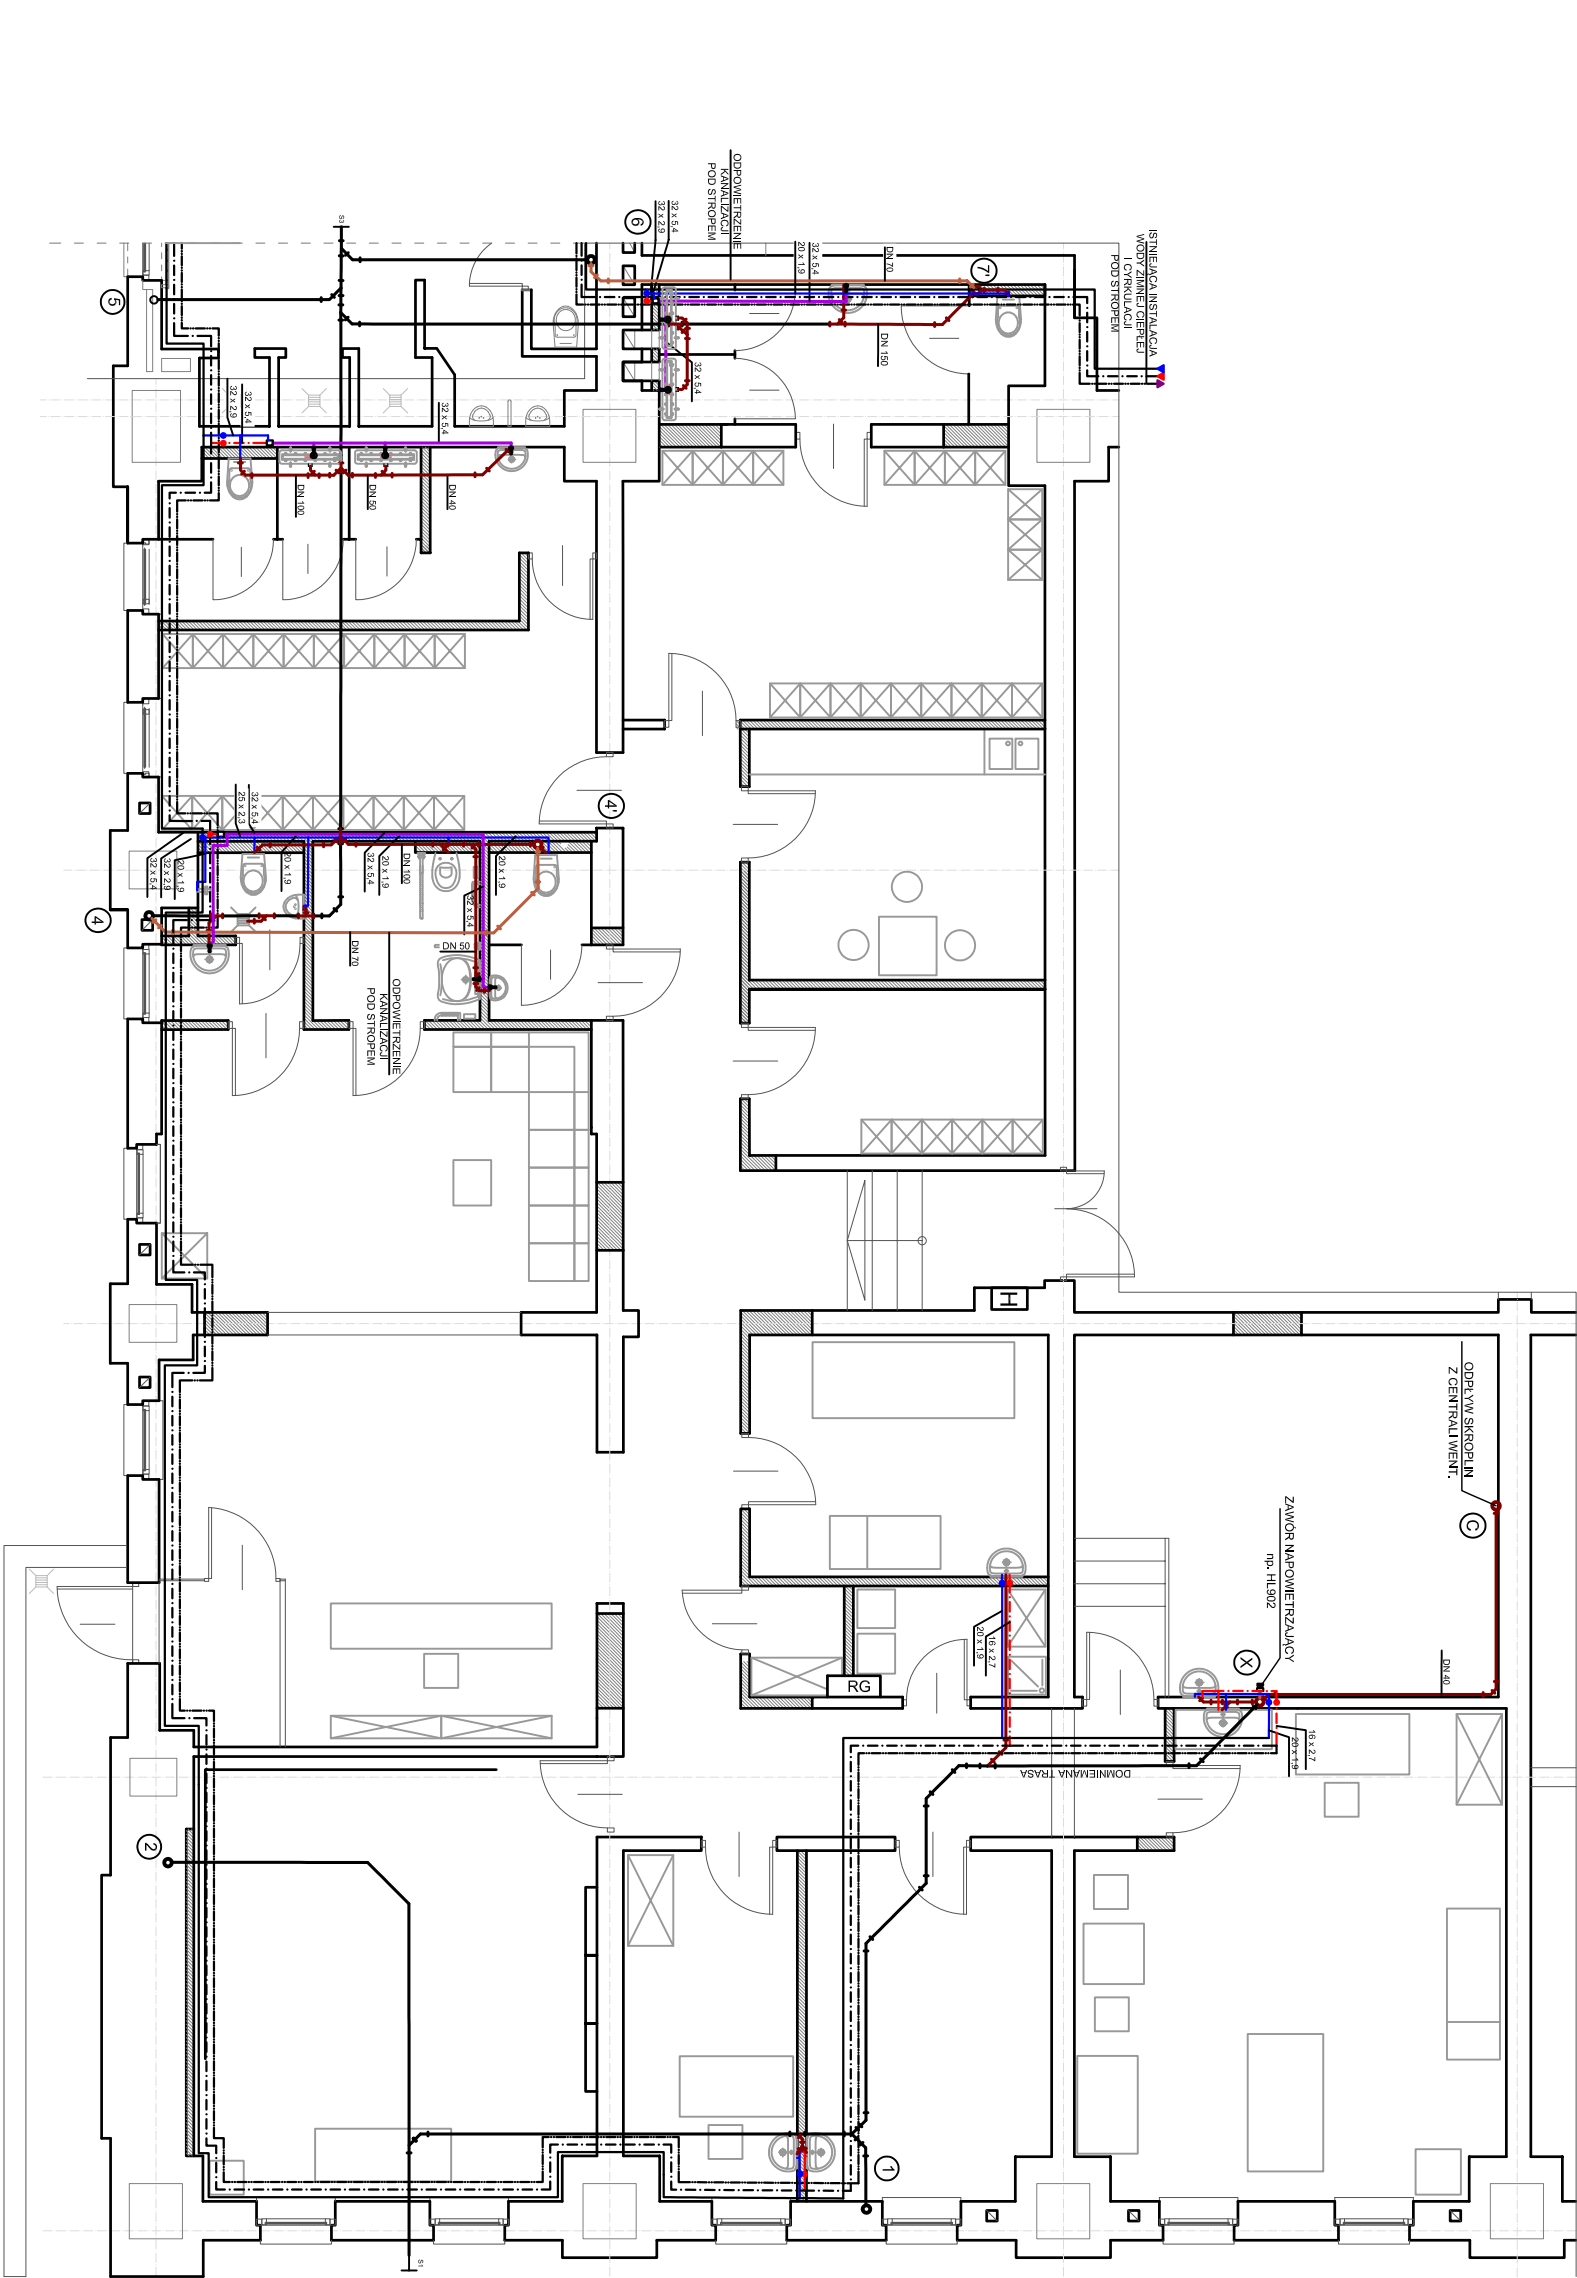 ISTNIEJĄCA INSTALACJA
WODY ZIMNEJ CIEPŁEJ
I CYRKULACJI
POD STROPEM
ODPOWIETRZENIE
KANALIZACJI
POD STROPEM
S3
5
6
7'
32 x 5,4
32 x 2,9
32 x 5,4
20 x 1,9
DN 70
DN 150
32 x 5,4
32 x 5,4
32 x 2,9
32 x 5,4
DN 100
DN 50
DN 40
4'
4
32 x 5,4
25 x 2,3
20 x 1,9
32 x 2,9
32 x 5,4
20 x 1,9
DN 100
20 x 1,9
32 x 5,4
20 x 1,9
32 x 5,4
DN 50
DN 70
ODPOWIETRZENIE
KANALIZACJI
POD STROPEM
H
ODPŁYW SKROPLIN
Z CENTRALI WENT.
C
ZAWÓR NAPOWIETRZAJĄCY
np. HL902
X
DN 40
16 x 2,7
20 x 1,9
RG
16 x 2,7
20 x 1,9
DOMNIEMANA TRASA
2
1
S1